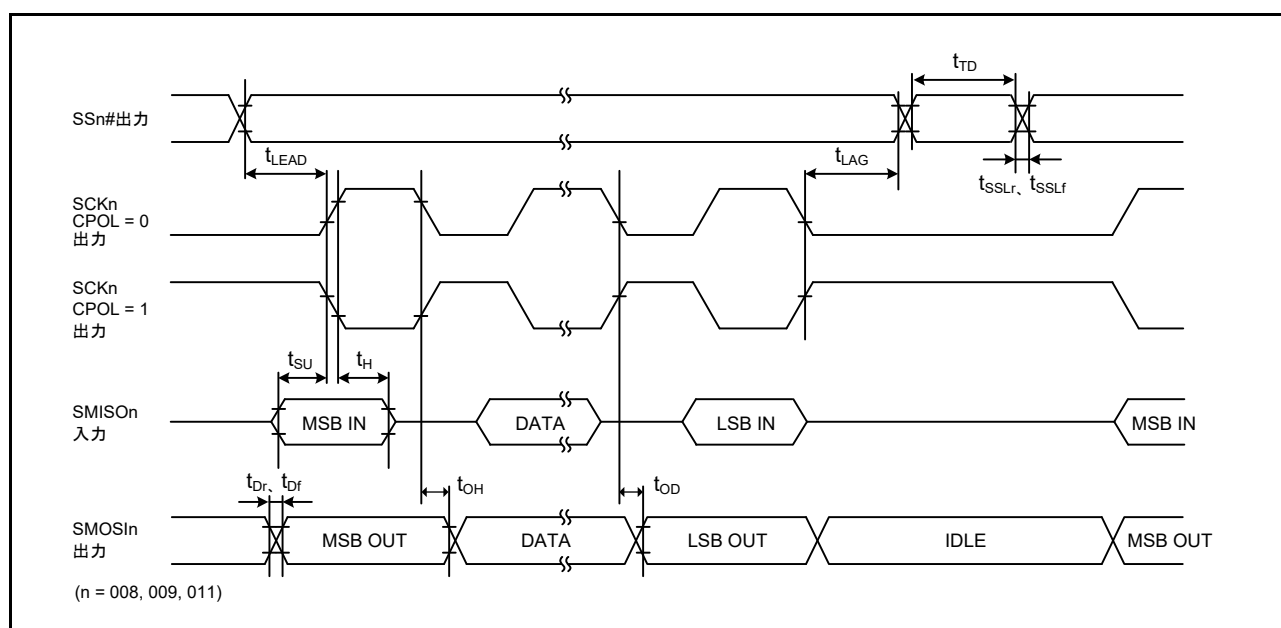 tTD
SSn#出力
tLEAD
tLAG
tSSLr、tSSLf
SCKn
CPOL = 0
出力
SCKn
CPOL = 1
出力
tSU
tH
SMISOn
入力
MSB IN
DATA
LSB IN
MSB IN
tDr、tDf
tOH
tOD
SMOSIn
出力
MSB OUT
DATA
LSB OUT
IDLE
MSB OUT
(n = 008, 009, 011)